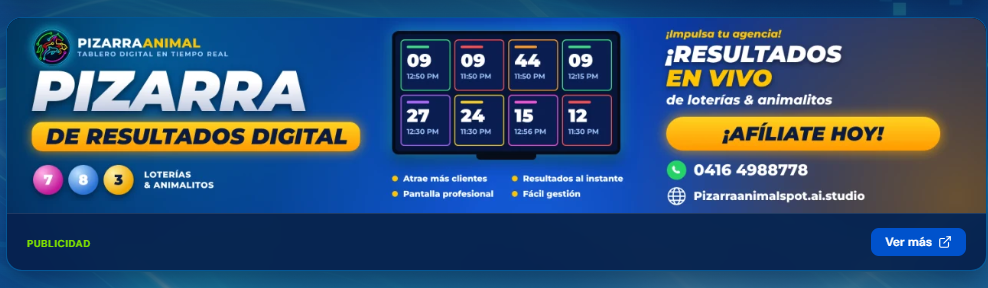 PIZARRAANIMAL
TABLERO DIGITAL EN TIEMPO REAL
PIZARRA
DE RESULTADOS DIGITAL
7 8 3
LOTERÍAS
& ANIMALITOS
09 09 44 09
12:50 PM 11:50 PM 11:50 PM 12:15 PM
27 24 15 12
12:30 PM 11:30 PM 12:56 PM 11:30 PM
Atrae más clientes
Resultados al instante
Pantalla profesional
Fácil gestión
¡Impulsa tu agencia!
¡RESULTADOS
EN VIVO
de loterías & animalitos
¡AFÍLIATE HOY!
0416 4988778
Pizarraanimalspot.ai.studio
PUBLICIDAD
Ver más